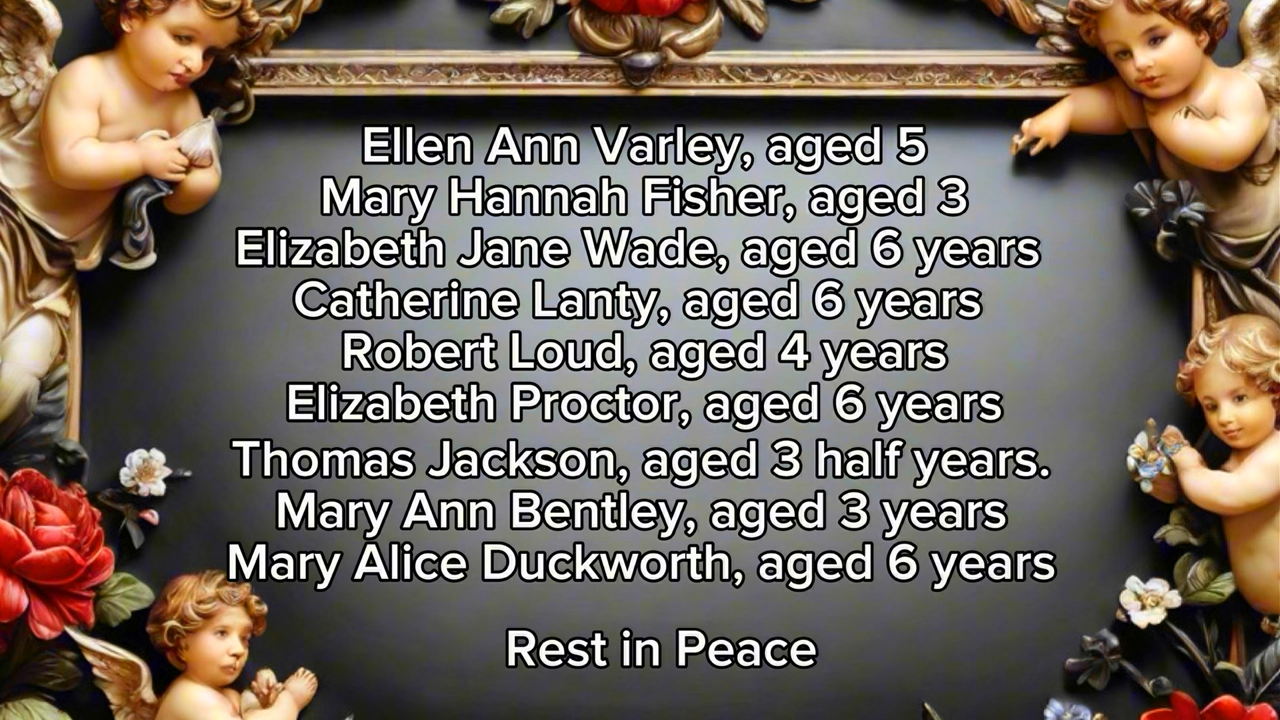 Ellen Ann Varley, aged 5
Mary Hannah Fisher, aged 3
Elizabeth Jane Wade, aged 6 years
Catherine Lanty, aged 6 years
Robert Loud, aged 4 years
Elizabeth Proctor, aged 6 years
Thomas Jackson, aged 3 half years.
Mary Ann Bentley, aged 3 years
Mary Alice Duckworth, aged 6 years
Rest in Peace